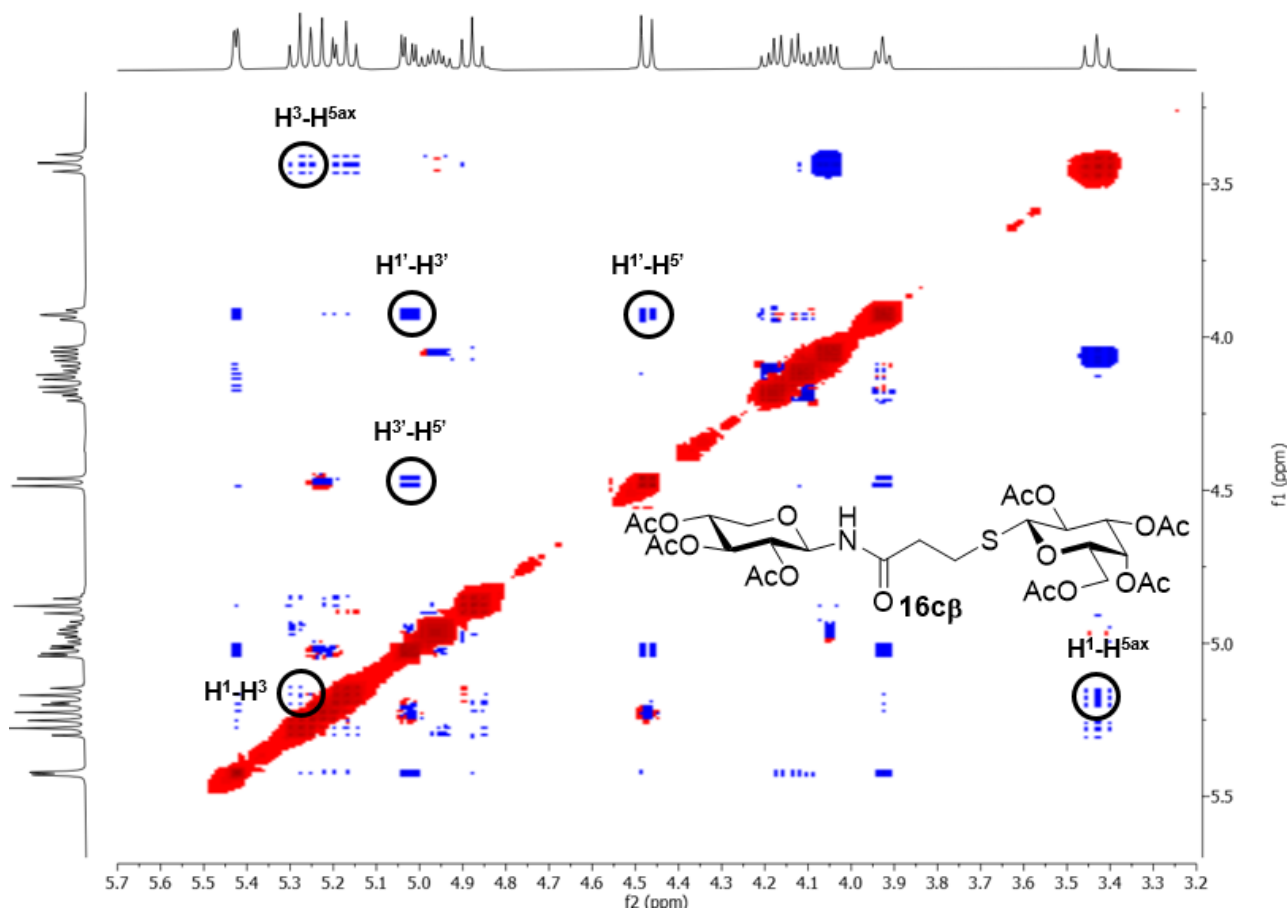 H³-H⁵ᵃˣ
H¹'-H³'
H¹'-H⁵'
H³'-H⁵'
H¹-H³
H¹-H⁵ᵃˣ
AcO
AcO
AcO
O
H
N
O
S
AcO
OAc
O
AcO
OAc
16cβ
3.5
4.0
4.5
5.0
5.5
f1 (ppm)
5.7 5.6 5.5 5.4 5.3 5.2 5.1 5.0 4.9 4.8 4.7 4.6 4.5 4.4 4.3 4.2 4.1 4.0 3.9 3.8 3.7 3.6 3.5 3.4 3.3 3.2
f2 (ppm)